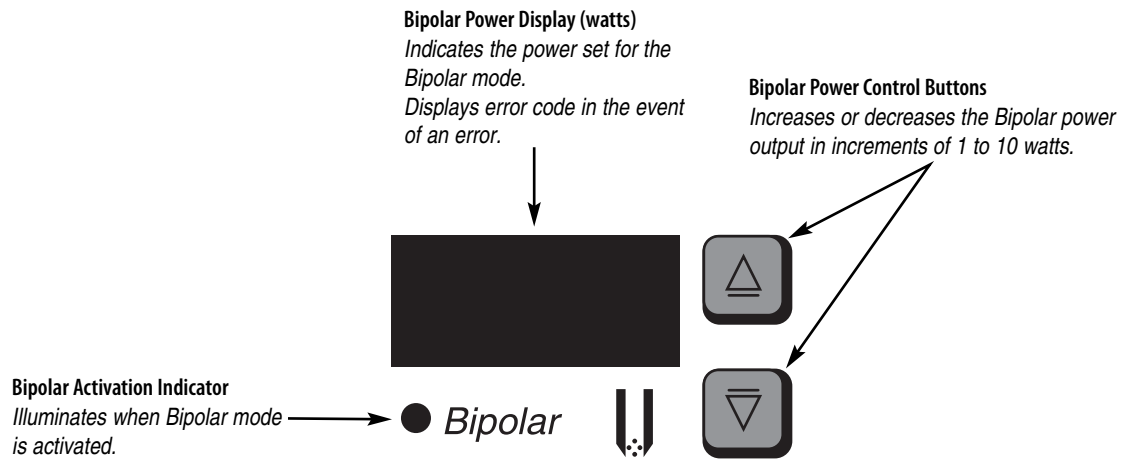 Bipolar Power Display (watts)
Indicates the power set for the
Bipolar mode.
Displays error code in the event
of an error.
Bipolar Power Control Buttons
Increases or decreases the Bipolar power
output in increments of 1 to 10 watts.
Bipolar Activation Indicator
Illuminates when Bipolar mode
is activated.
Bipolar